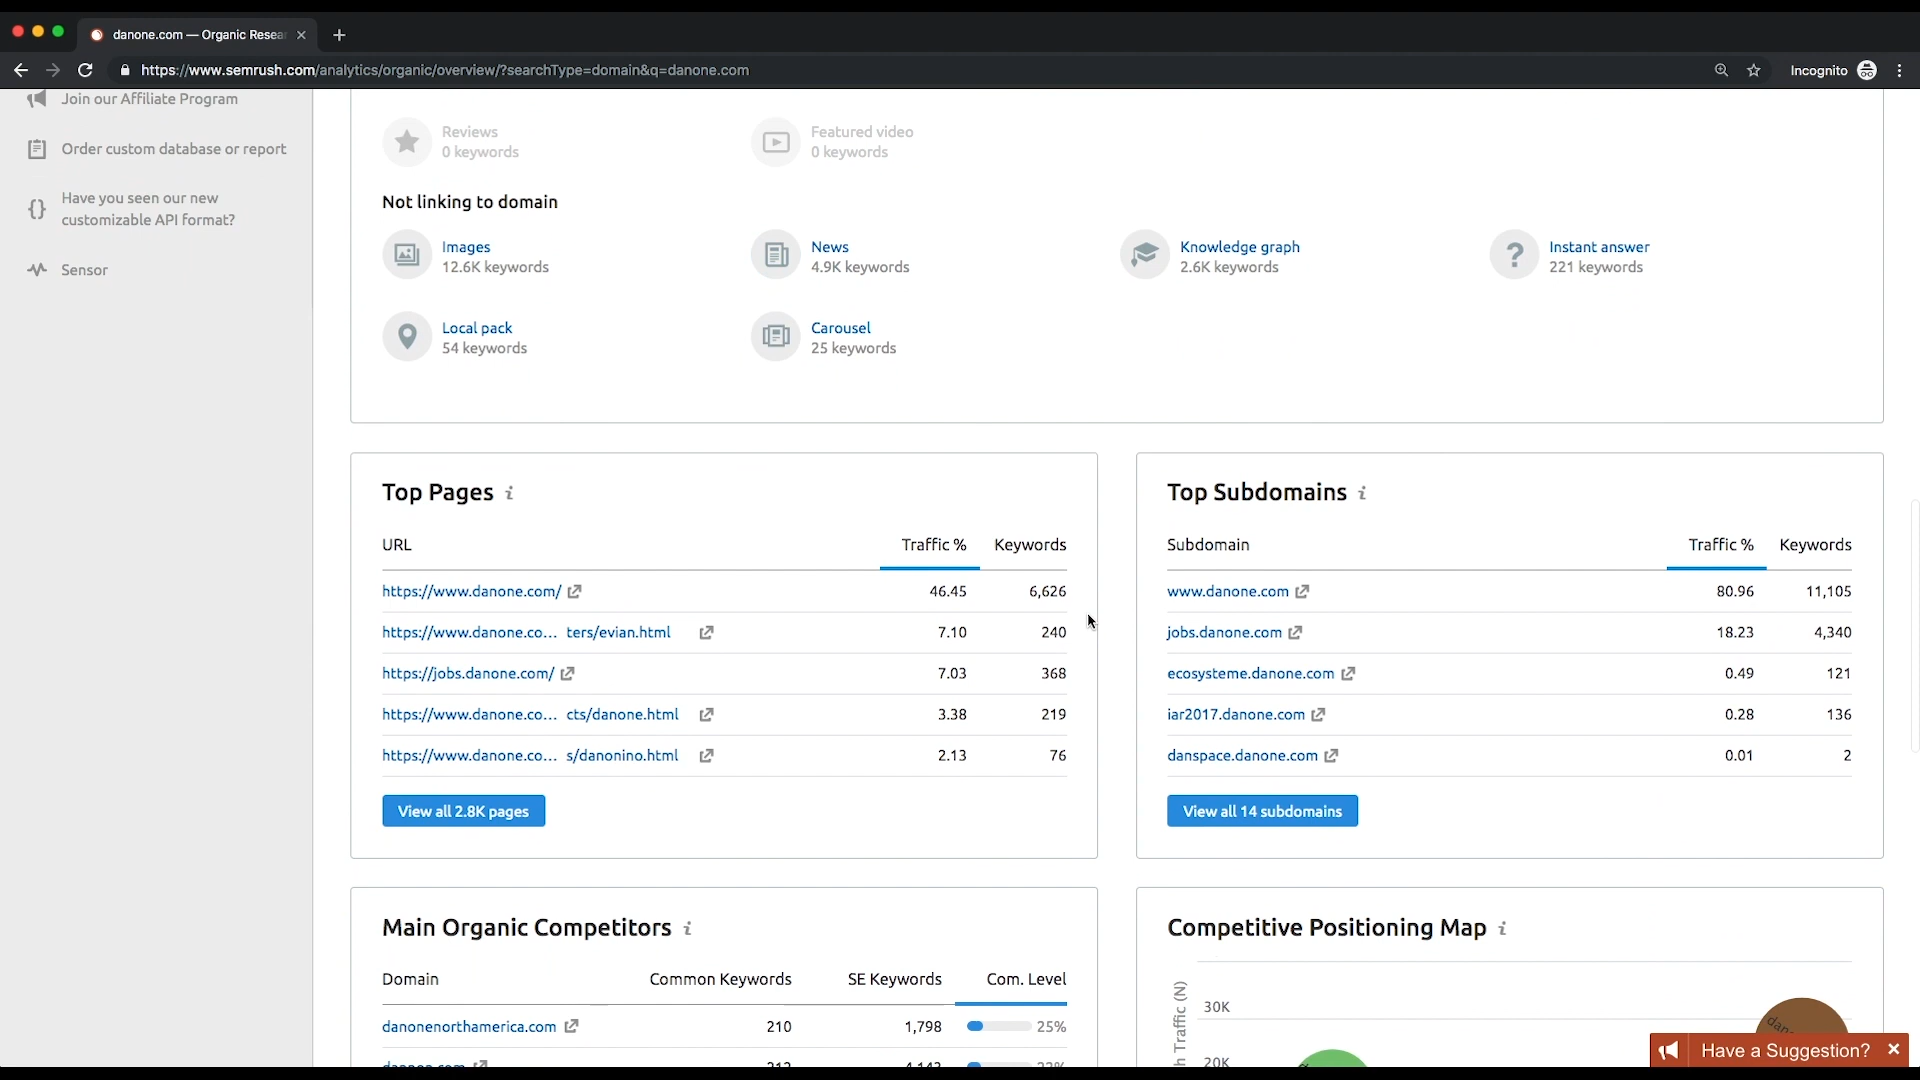 danone.com — Organic Resea
https://www.semrush.com/analytics/organic/overview/?searchType=domain&q=danone.com
Incognito
Join our Affiliate Program
Order custom database or report
Have you seen our new
customizable API format?
Sensor
Reviews
0 keywords
Featured video
0 keywords
Not linking to domain
Images
12.6K keywords
News
4.9K keywords
Knowledge graph
2.6K keywords
Instant answer
221 keywords
Local pack
54 keywords
Carousel
25 keywords
Top Pages
URL Traffic % Keywords
https://www.danone.com/ 46.45 6,626
https://www.danone.co... ters/evian.html 7.10 240
https://jobs.danone.com/ 7.03 368
https://www.danone.co... cts/danone.html 3.38 219
https://www.danone.co... s/danonino.html 2.13 76
View all 2.8K pages
Top Subdomains
Subdomain Traffic % Keywords
www.danone.com 80.96 11,105
jobs.danone.com 18.23 4,340
ecosysteme.danone.com 0.49 121
iar2017.danone.com 0.28 136
danspace.danone.com 0.01 2
View all 14 subdomains
Main Organic Competitors
Domain Common Keywords SE Keywords Com. Level
danonenorthamerica.com 210 1,798 25%
Competitive Positioning Map
h Traffic (N)
30K
20K
Have a Suggestion?